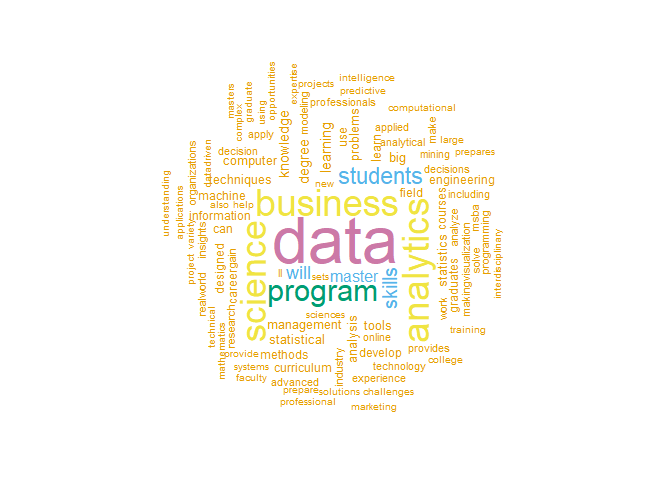 intelligence
projects
predictive
expertise
opportunities
professionals
computational
masters
graduate
using
modeling
complex
apply
knowledge
use
problems
applied
make
large
datadriven
decision
degree
learning
learn
analytical
mining
prepares
organizations
computer
big
decisions
techniques
new
students
engineering
understanding
applications
machine
field
including
also help
business
courses
msba
information
variety
can
data
analytics
statistics
analyze
programming
interdisciplinary
project
insights
science
ll
will
sets
master
skills
solve
realworld
designed
gain
career
program
work
graduates
making
visualization
technical
research
sciences
management
tools
training
mathematics
statistical
online
analysis
provide
methods
develop
provides
systems
curriculum
technology
college
faculty
advanced
industry
experience
prepare
solutions
challenges
professional
marketing